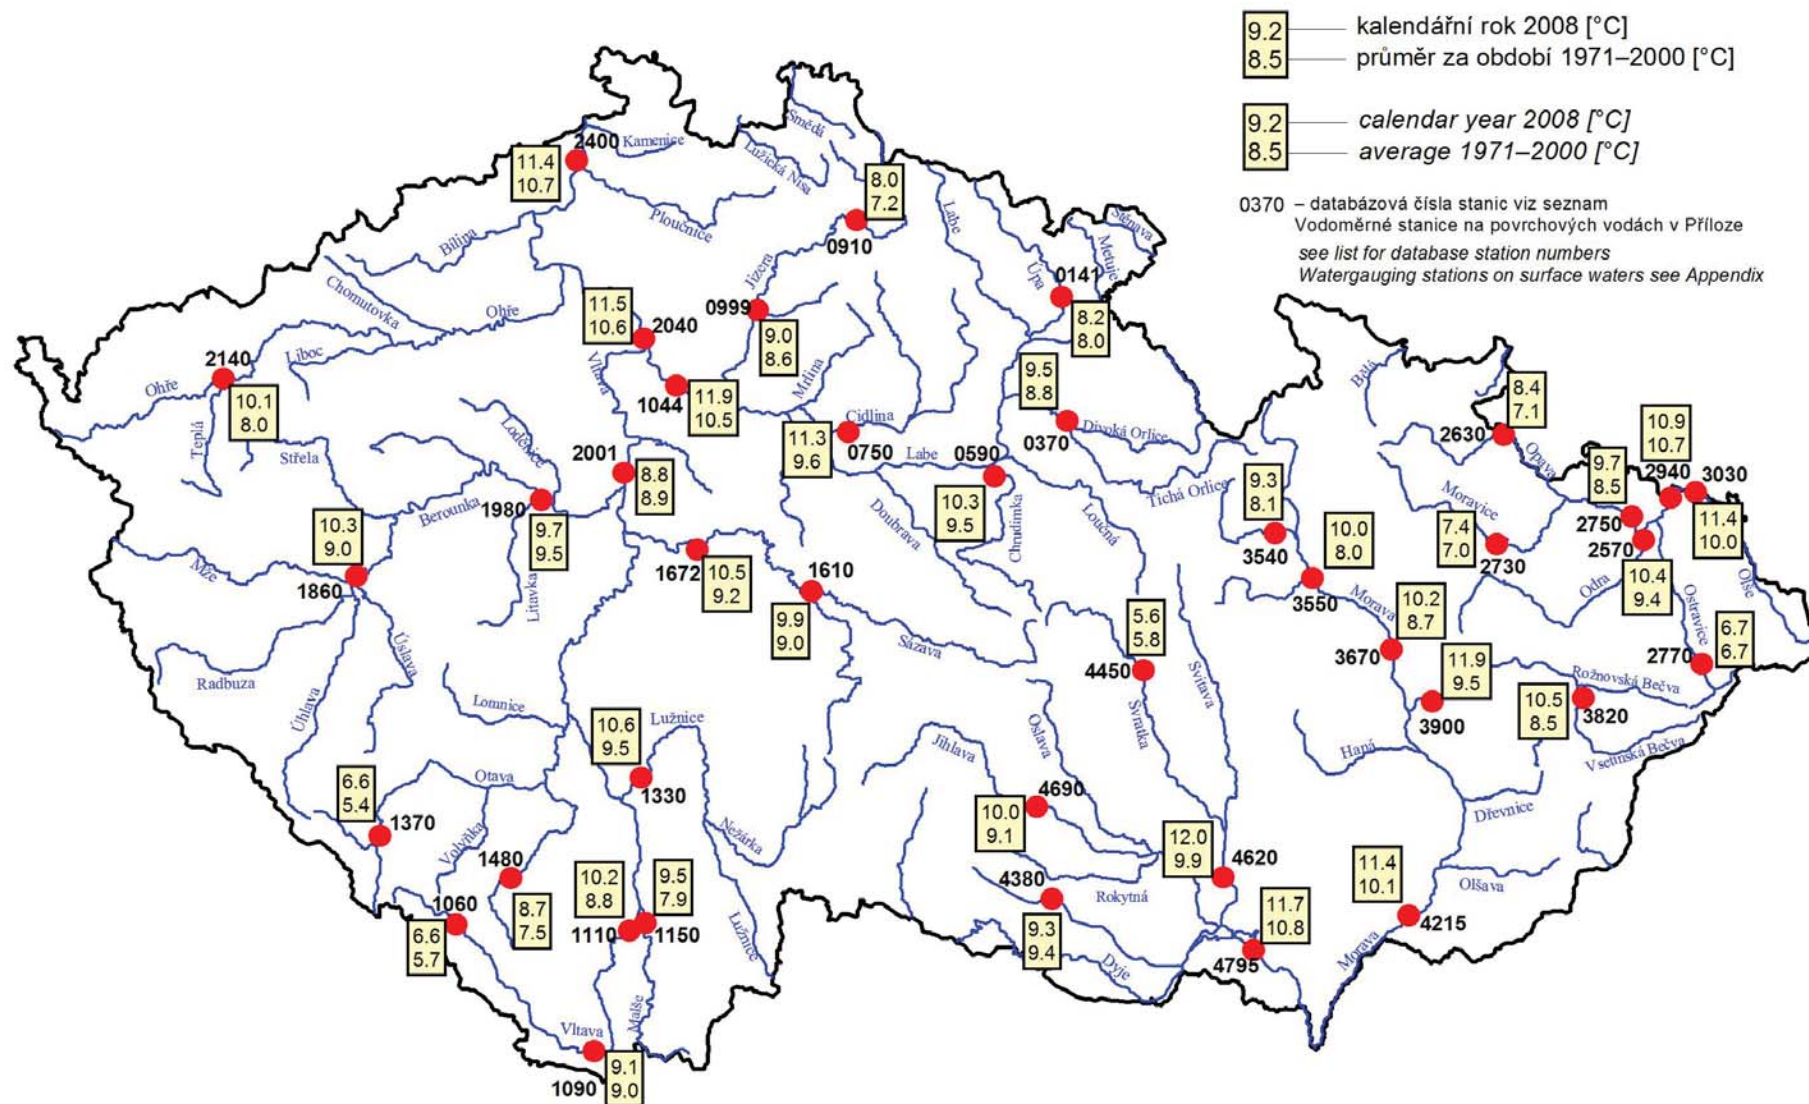 9.2
8.5
kalendářní rok 2008 [°C]
průměr za období 1971–2000 [°C]
9.2
8.5
calendar year 2008 [°C]
average 1971–2000 [°C]
0370 – databázová čísla stanic viz seznam
Vodoměrné stanice na povrchových vodách v Příloze
see list for database station numbers
Watergauging stations on surface waters see Appendix
2400
Kamenice
11.4
10.7
Ploučnice
Bílina
Smědá
Lužická Nisa
8.0
7.2
0910
Labe
Stěnava
Metuje
Úpa
0141
8.2
8.0
Jizera
0999
9.0
8.6
Chomutovka
Ohře
11.5
10.6
2040
Vltava
2140
Liboc
Ohře
10.1
8.0
Teplá
Střela
1044
11.9
10.5
Mrlina
Cidlina
11.3
9.6
0750
Labe
0590
9.5
8.8
0370
Divoká Orlice
Tichá Orlice
10.3
9.5
Chrudimka
Doubrava
Loučná
Loděnice
2001
8.8
8.9
Berounka
1980
9.7
9.5
Litavka
10.3
9.0
Mže
1860
Úslava
Radbuza
Úhlava
1672
10.5
9.2
1610
9.9
9.0
Sázava
Bělá
8.4
7.1
2630
Opava
10.9
10.7
2940
3030
9.7
8.5
2750
2570
11.4
10.0
Moravice
7.4
7.0
2730
Odra
10.4
9.4
Ostravice
Olše
6.7
6.7
2770
9.3
8.1
3540
10.0
8.0
3550
Morava
10.2
8.7
3670
11.9
9.5
3900
Rožnovská Bečva
10.5
8.5
3820
Vsetínská Bečva
5.6
5.8
4450
Svitava
Svratka
Oslava
Jihlava
Haná
Dřevnice
Lomnice
10.6
9.5
Lužnice
1330
6.6
5.4
Otava
1370
Volyňka
1480
8.7
7.5
Nežárka
10.2
8.8
9.5
7.9
1110
1150
1060
6.6
5.7
Lužnice
Malše
Vltava
1090
9.1
9.0
4690
10.0
9.1
12.0
9.9
4620
4380
Rokytná
9.3
9.4
Dyje
11.7
10.8
4795
11.4
10.1
4215
Olšava
Morava